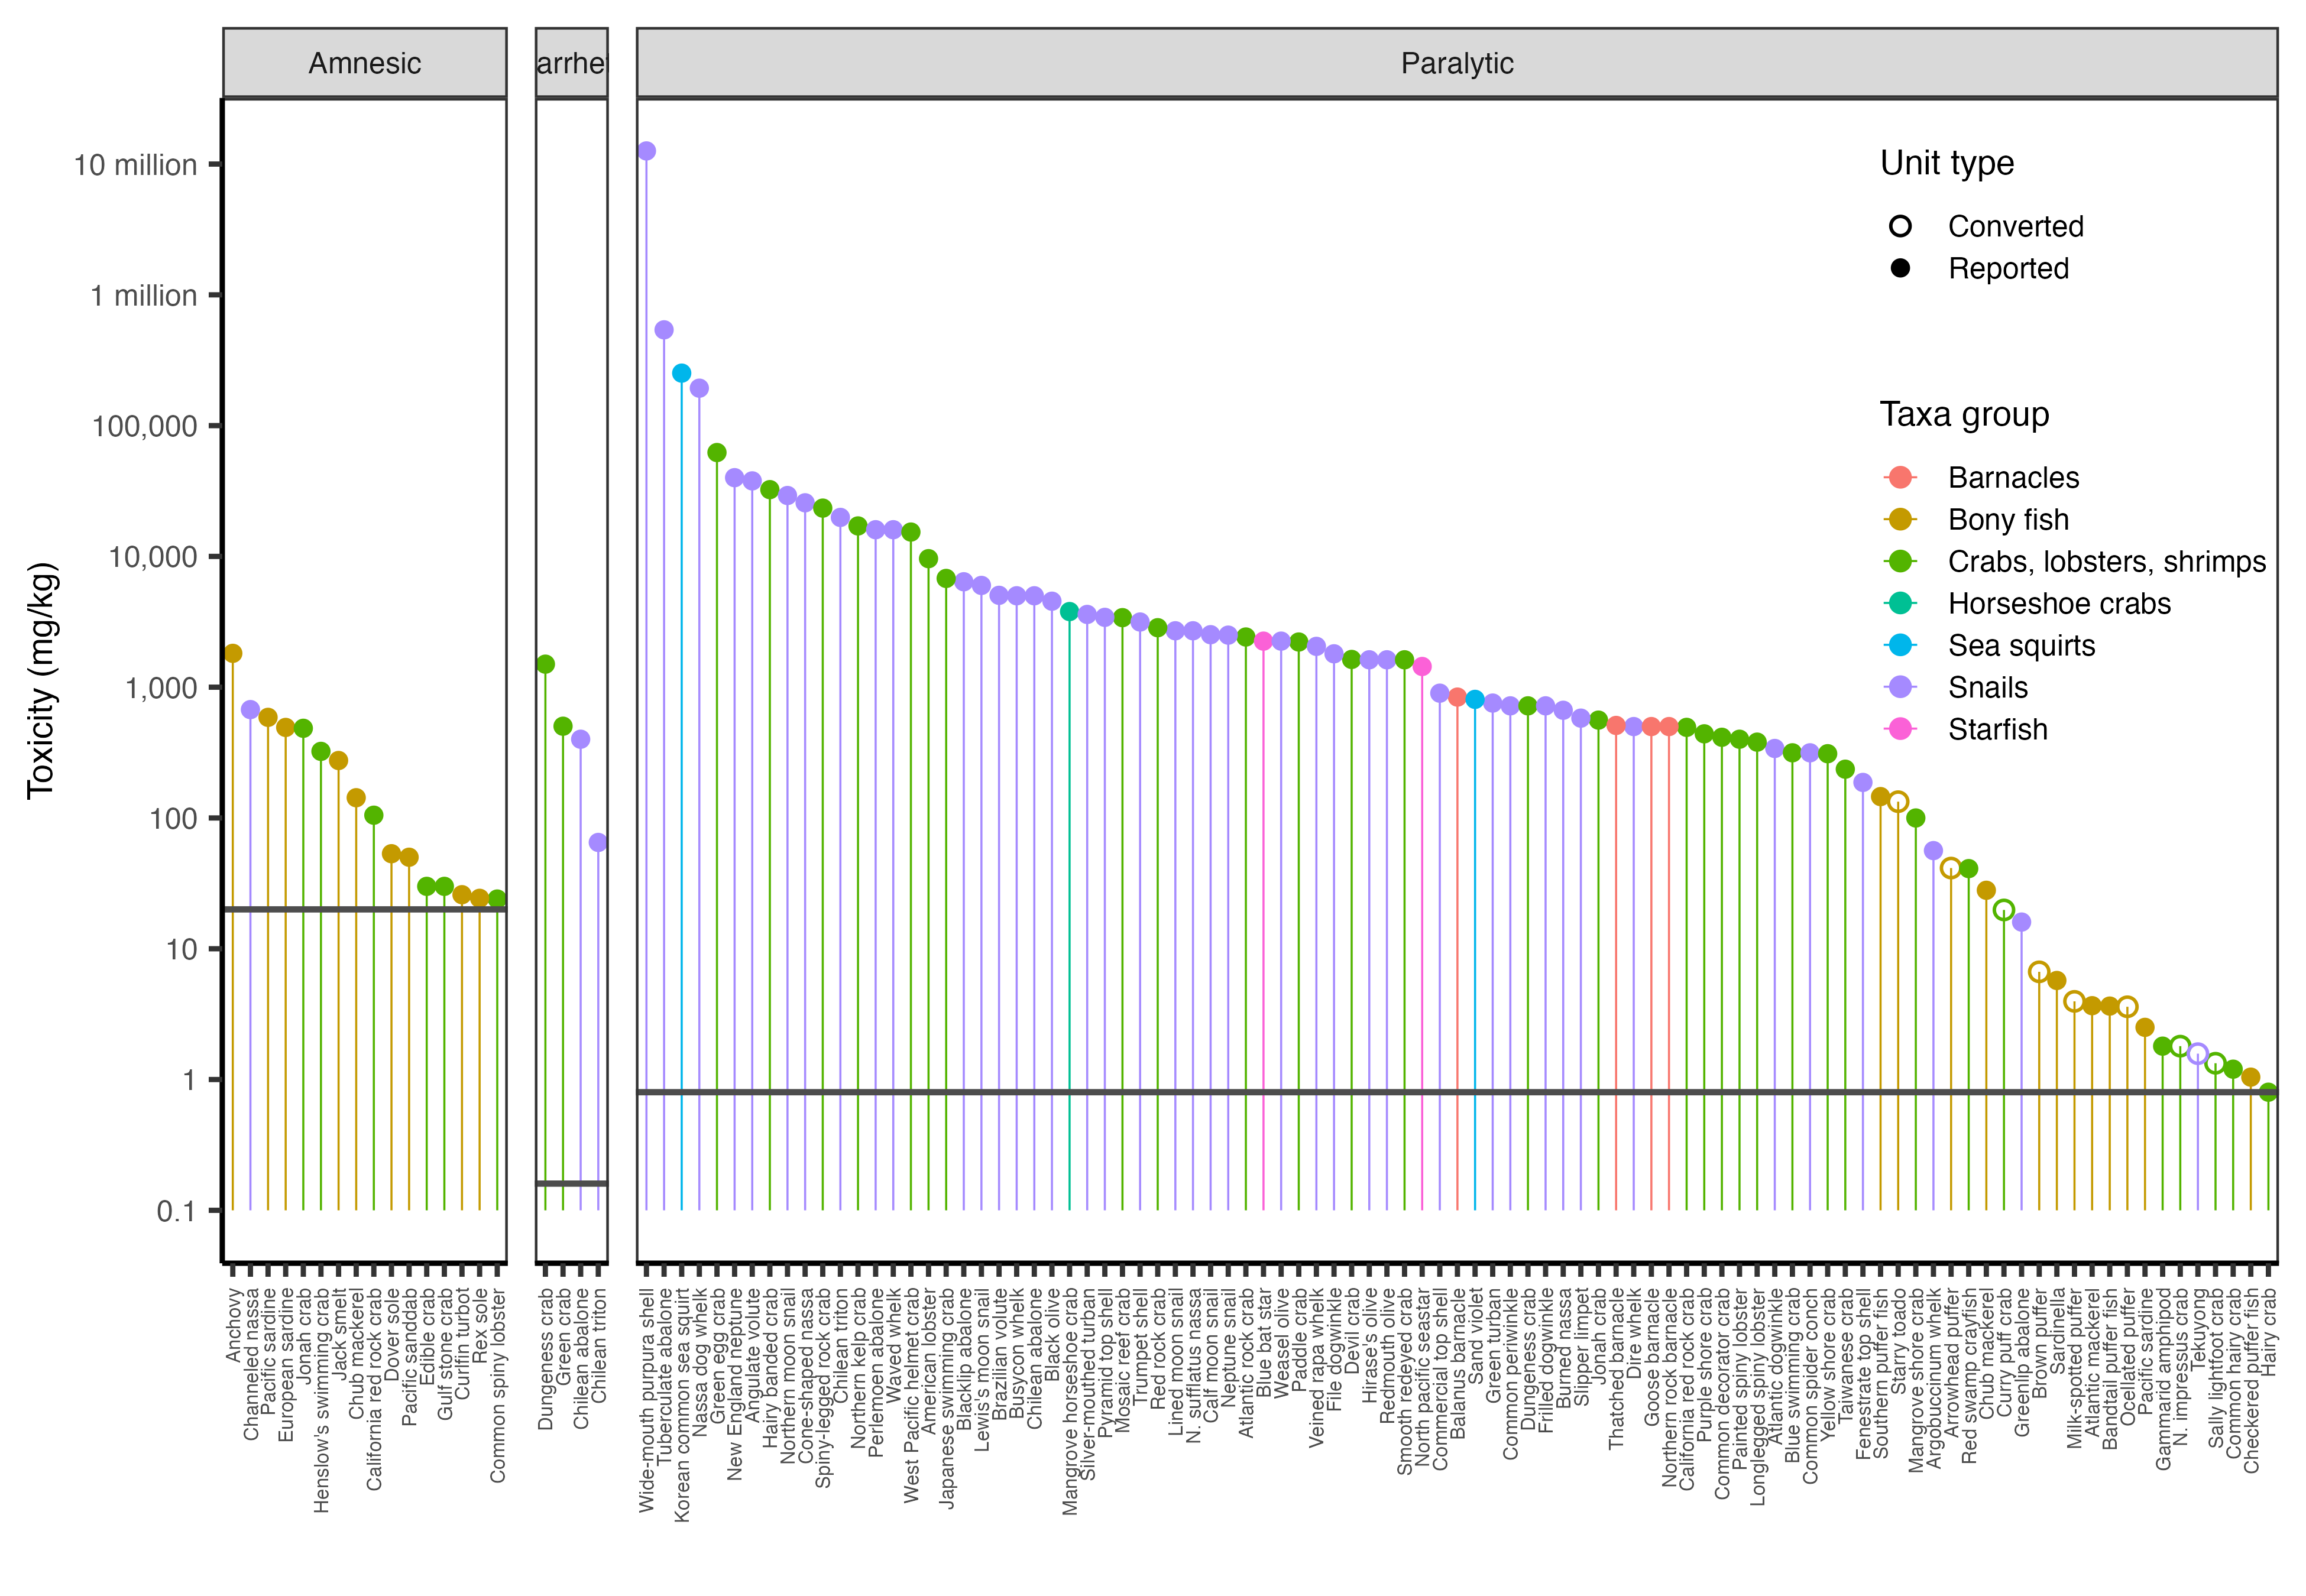 Amnesic
arrhe
Paralytic
Toxicity (mg/kg)
10 million
1 million
100,000
10,000
1,000
100
10
1
0.1
Unit type
Converted
Reported
Taxa group
Barnacles
Bony fish
Crabs, lobsters, shrimps
Horseshoe crabs
Sea squirts
Snails
Starfish
Anchovy
Channeled nassa
Pacific sardine
European sardine
Jonah crab
Henslow's swimming crab
Jack smelt
Chub mackerel
California red rock crab
Dover sole
Pacific sanddab
Edible crab
Gulf stone crab
Curlfin turbot
Rex sole
Common spiny lobster
Dungeness crab
Green crab
Chilean abalone
Chilean triton
Wide-mouth purpura shell
Tuberculate abalone
Korean common sea squirt
Nassa dog whelk
Green egg crab
New England neptune
Angulate volute
Hairy banded crab
Northern moon snail
Cone-shaped nassa
Spiny-legged rock crab
Chilean triton
Northern kelp crab
Perlemoen abalone
Waved whelk
West Pacific helmet crab
American lobster
Japanese swimming crab
Blacklip abalone
Lewis's moon snail
Brazilian volute
Busycon whelk
Chilean abalone
Black olive
Mangrove horseshoe crab
Silver-mouthed turban
Pyramid top shell
Mosaic reef crab
Trumpet shell
Red rock crab
Lined moon snail
N. sufflatus nassa
Calf moon snail
Neptune snail
Atlantic rock crab
Blue bat star
Weasel olive
Paddle crab
Veined rapa whelk
File dogwinkle
Devil crab
Hirase's olive
Redmouth olive
Smooth redeyed crab
North pacific seastar
Commercial top shell
Balanus barnacle
Sand violet
Green turban
Common periwinkle
Dungeness crab
Frilled dogwinkle
Burned nassa
Slipper limpet
Jonah crab
Thatched barnacle
Dire whelk
Goose barnacle
Northern rock barnacle
California red rock crab
Purple shore crab
Common decorator crab
Painted spiny lobster
Longlegged spiny lobster
Atlantic dogwinkle
Blue swimming crab
Common spider conch
Yellow shore crab
Taiwanese crab
Fenestrate top shell
Southern puffer fish
Starry toado
Mangrove shore crab
Argobuccinum whelk
Arrowhead puffer
Red swamp crayfish
Chub mackerel
Curry puff crab
Greenlip abalone
Brown puffer
Sardinella
Milk-spotted puffer
Atlantic mackerel
Bandtail puffer fish
Ocellated puffer
Pacific sardine
Gammarid amphipod
N. impressus crab
Tekuyong
Sally lightfoot crab
Common hairy crab
Checkered puffer fish
Hairy crab